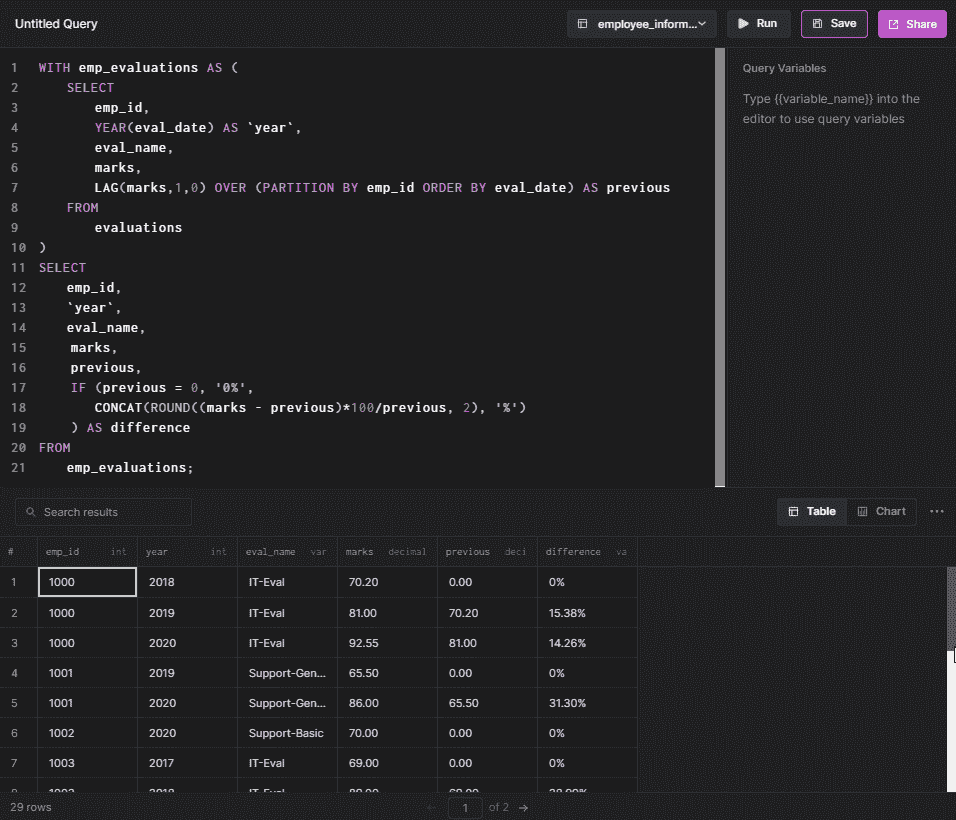 Untitled Query
employee_inform...
Run
Save
Share
1 WITH emp_evaluations AS (
2 SELECT
3 emp_id,
4 YEAR(eval_date) AS `year`,
5 eval_name,
6 marks,
7 LAG(marks,1,0) OVER (PARTITION BY emp_id ORDER BY eval_date) AS previous
8 FROM
9 evaluations
10 )
11 SELECT
12 emp_id,
13 `year`,
14 eval_name,
15 marks,
16 previous,
17 IF (previous = 0, '0%',
18 CONCAT(ROUND((marks - previous)*100/previous, 2), '%')
19 ) AS difference
20 FROM
21 emp_evaluations;
Query Variables
Type {{variable_name}} into the
editor to use query variables
Search results
Table
Chart
# emp_id int year int eval_name var marks decimal previous deci difference va
1 1000 2018 IT-Eval 70.20 0.00 0%
2 1000 2019 IT-Eval 81.00 70.20 15.38%
3 1000 2020 IT-Eval 92.55 81.00 14.26%
4 1001 2019 Support-Gen... 65.50 0.00 0%
5 1001 2020 Support-Gen... 86.00 65.50 31.30%
6 1002 2020 Support-Basic 70.00 0.00 0%
7 1003 2017 IT-Eval 69.00 0.00 0%
29 rows
1 of 2